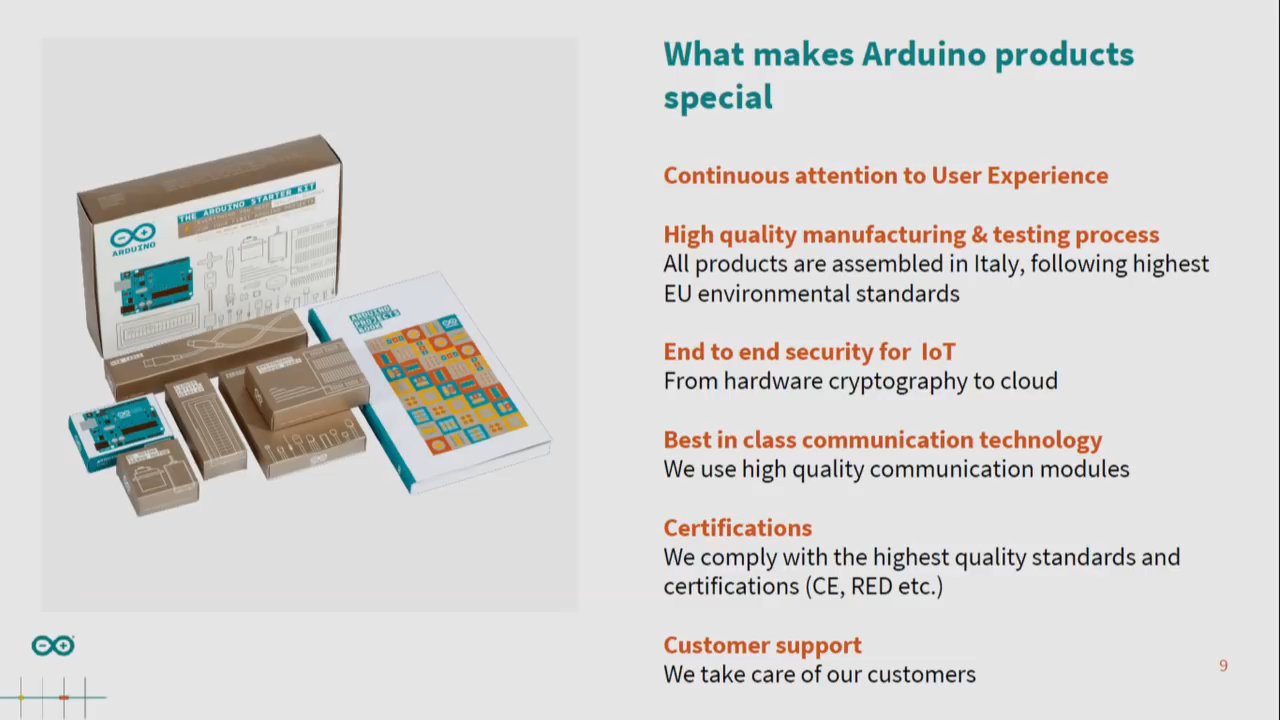 What makes Arduino products
special
Continuous attention to User Experience
High quality manufacturing & testing process
All products are assembled in Italy, following highest
EU environmental standards
End to end security for IoT
From hardware cryptography to cloud
Best in class communication technology
We use high quality communication modules
Certifications
We comply with the highest quality standards and
certifications (CE, RED etc.)
Customer support
We take care of our customers
9
THE ARDUINO STARTER KIT
ARDUINO
ARDUINO
PROJECTS
BOOK